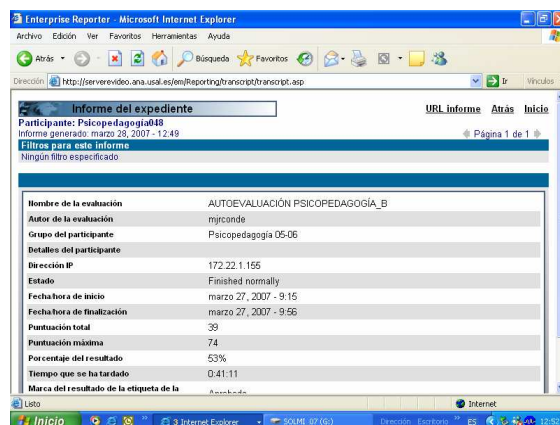 Enterprise Reporter - Microsoft Internet Explorer
Archivo Edición Ver Favoritos Herramientas Ayuda
Atrás Búsqueda Favoritos
Dirección http://serverevideo.ana.usal.es/em/Reporting/transcript/transcript.asp Ir Vínculos
Informe del expediente URL informe Atrás Inicio
Participante: Psicopedagogía048
Informe generado: marzo 28, 2007 - 12:49 Página 1 de 1
Filtros para este informe
Ningún filtro especificado
Nombre de la evaluación AUTOEVALUACIÓN PSICOPEDAGOGÍA_B
Autor de la evaluación mjrconde
Grupo del participante Psicopedagogía 05-06
Detalles del participante
Dirección IP 172.22.1.155
Estado Finished normally
Fecha/hora de inicio marzo 27, 2007 - 9:15
Fecha/hora de finalización marzo 27, 2007 - 9:56
Puntuación total 39
Puntuación máxima 74
Porcentaje del resultado 53%
Tiempo que se ha tardado 0:41:11
Marca del resultado de la etiqueta de la Aprobado
Listo Internet
Inicio 3 Internet Explorer SOLMI_07 (G:) Dirección Escritorio ES 12:52